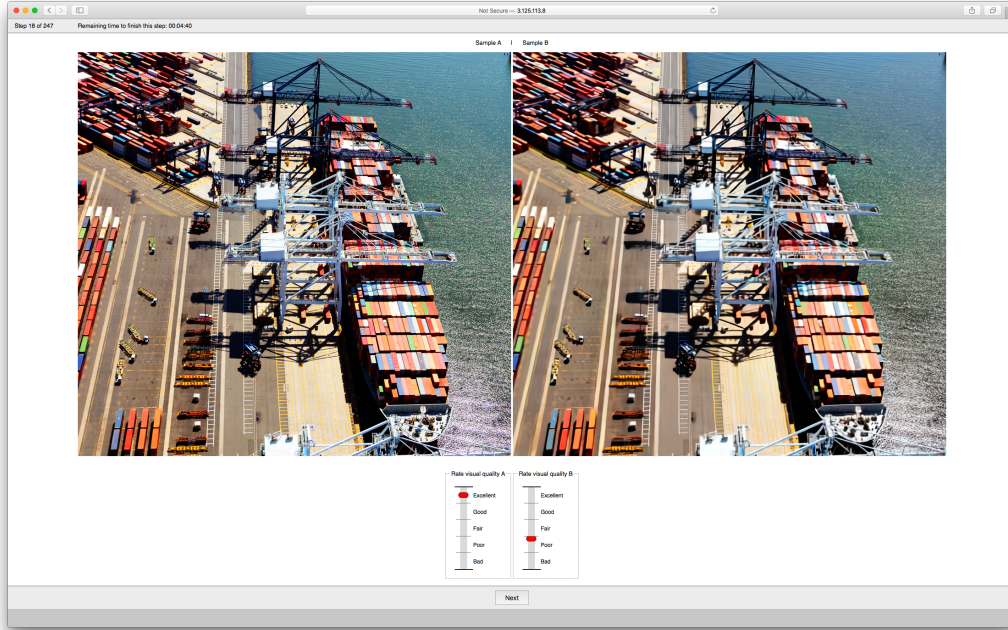 Not Secure — 3.125.113.8
Step 18 of 247 Remaining time to finish this step: 00:04:40
Sample A | Sample B
Rate visual quality A Rate visual quality B
Excellent Excellent
Good Good
Fair Fair
Poor Poor
Bad Bad
Next